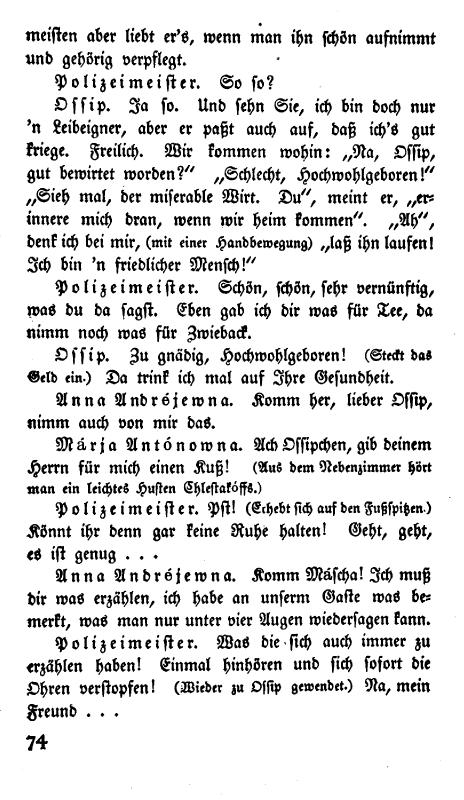 meisten aber liebt er's, wenn man ihn schön aufnimmt
und gehörig verpflegt.
Polizeimeister. So so?
Ossip. Ja so. Und sehn Sie, ich bin doch nur
'n Leibeigner, aber er paßt auch auf, daß ich's gut
kriege. Freilich. Wir kommen wohin: „Na, Ossip,
gut bewirtet worden?" „Schlecht, Hochwohlgeboren!"
„Sieh mal, der miserable Wirt. Du", meint er, „er-
innere mich dran, wenn wir heim kommen". „Ah",
denk ich bei mir, (mit einer Handbewegung) „laß ihn laufen!
Ich bin 'n friedlicher Mensch!"
Polizeimeister. Schön, schön, sehr vernünftig,
was du da sagst. Eben gab ich dir was für Tee, da
nimm noch was für Zwieback.
Ossip. Zu gnädig, Hochwohlgeboren! (Steckt das
Geld ein.) Da trink ich mal auf Ihre Gesundheit.
Anna Andréjewna. Komm her, lieber Ossip,
nimm auch von mir das.
Márja Antónowna. Ach Ossipchen, gib deinem
Herrn für mich einen Kuß! (Aus dem Nebenzimmer hört
man ein leichtes Husten Chlestakóffs.)
Polizeimeister. Pst! (Erhebt sich auf den Fußspitzen.)
Könnt ihr denn gar keine Ruhe halten! Geht, geht,
es ist genug . . .
Anna Andréjewna. Komm Máscha! Ich muß
dir was erzählen, ich habe an unserm Gaste was be-
merkt, was man nur unter vier Augen wiedersagen kann.
Polizeimeister. Was die sich auch immer zu
erzählen haben! Einmal hinhören und sich sofort die
Ohren verstopfen! (Wieder zu Ossip gewendet.) Na, mein
Freund . . .
74